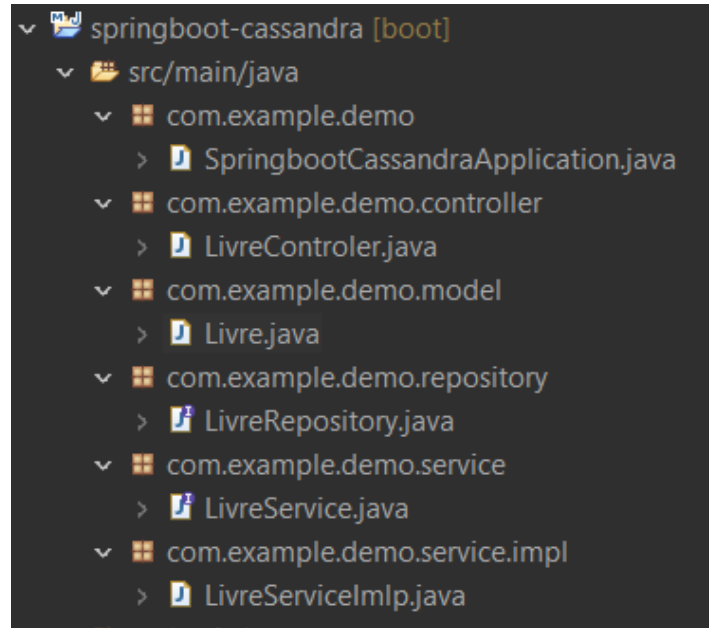 springboot-cassandra [boot]
src/main/java
com.example.demo
SpringbootCassandraApplication.java
com.example.demo.controller
LivreControler.java
com.example.demo.model
Livre.java
com.example.demo.repository
LivreRepository.java
com.example.demo.service
LivreService.java
com.example.demo.service.impl
LivreServiceImlp.java